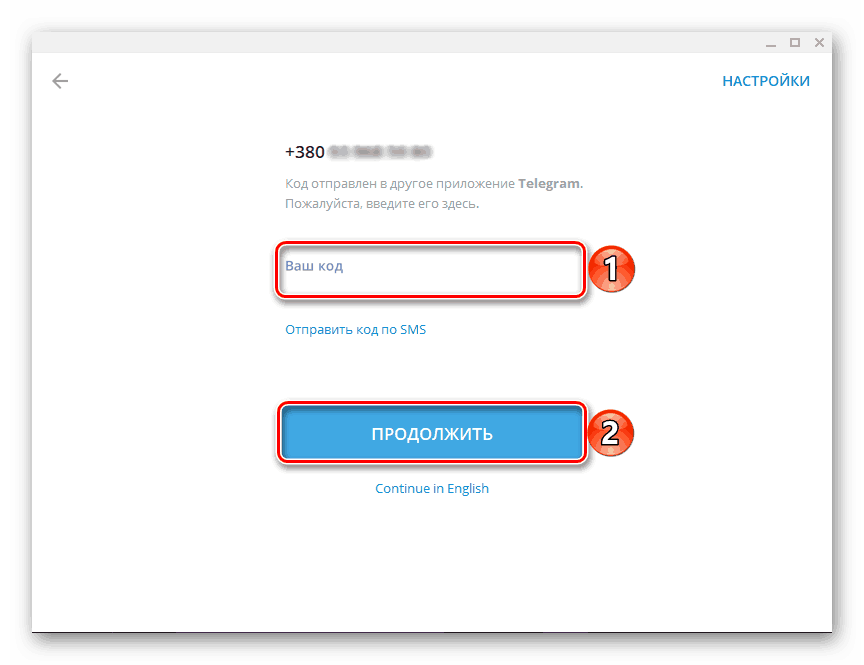 НАСТРОЙКИ
+380
Код отправлен в другое приложение Telegram.
Пожалуйста, введите его здесь.
Ваш код
1
Отправить код по SMS
ПРОДОЛЖИТЬ
2
Continue in English